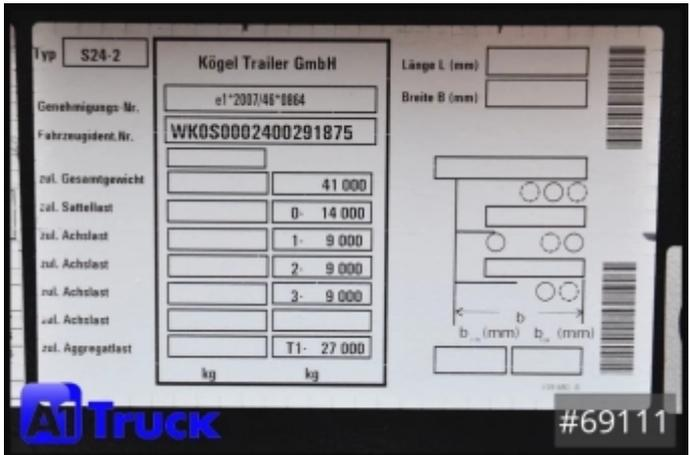 Typ S24-2
Kögel Trailer GmbH
Genehmigungs-Nr. e1*2007/46*0864
Fahrzeugident.Nr. WK0S0002400291875
zul. Gesamtgewicht 41 000
zul. Sattellast 0- 14 000
zul. Achslast 1- 9 000
zul. Achslast 2- 9 000
zul. Achslast 3- 9 000
zul. Achslast
zul. Aggregatlast T1- 27 000
kg kg
Länge L (mm)
Breite B (mm)
b
b (mm) b (mm)
A1 Truck
#69111